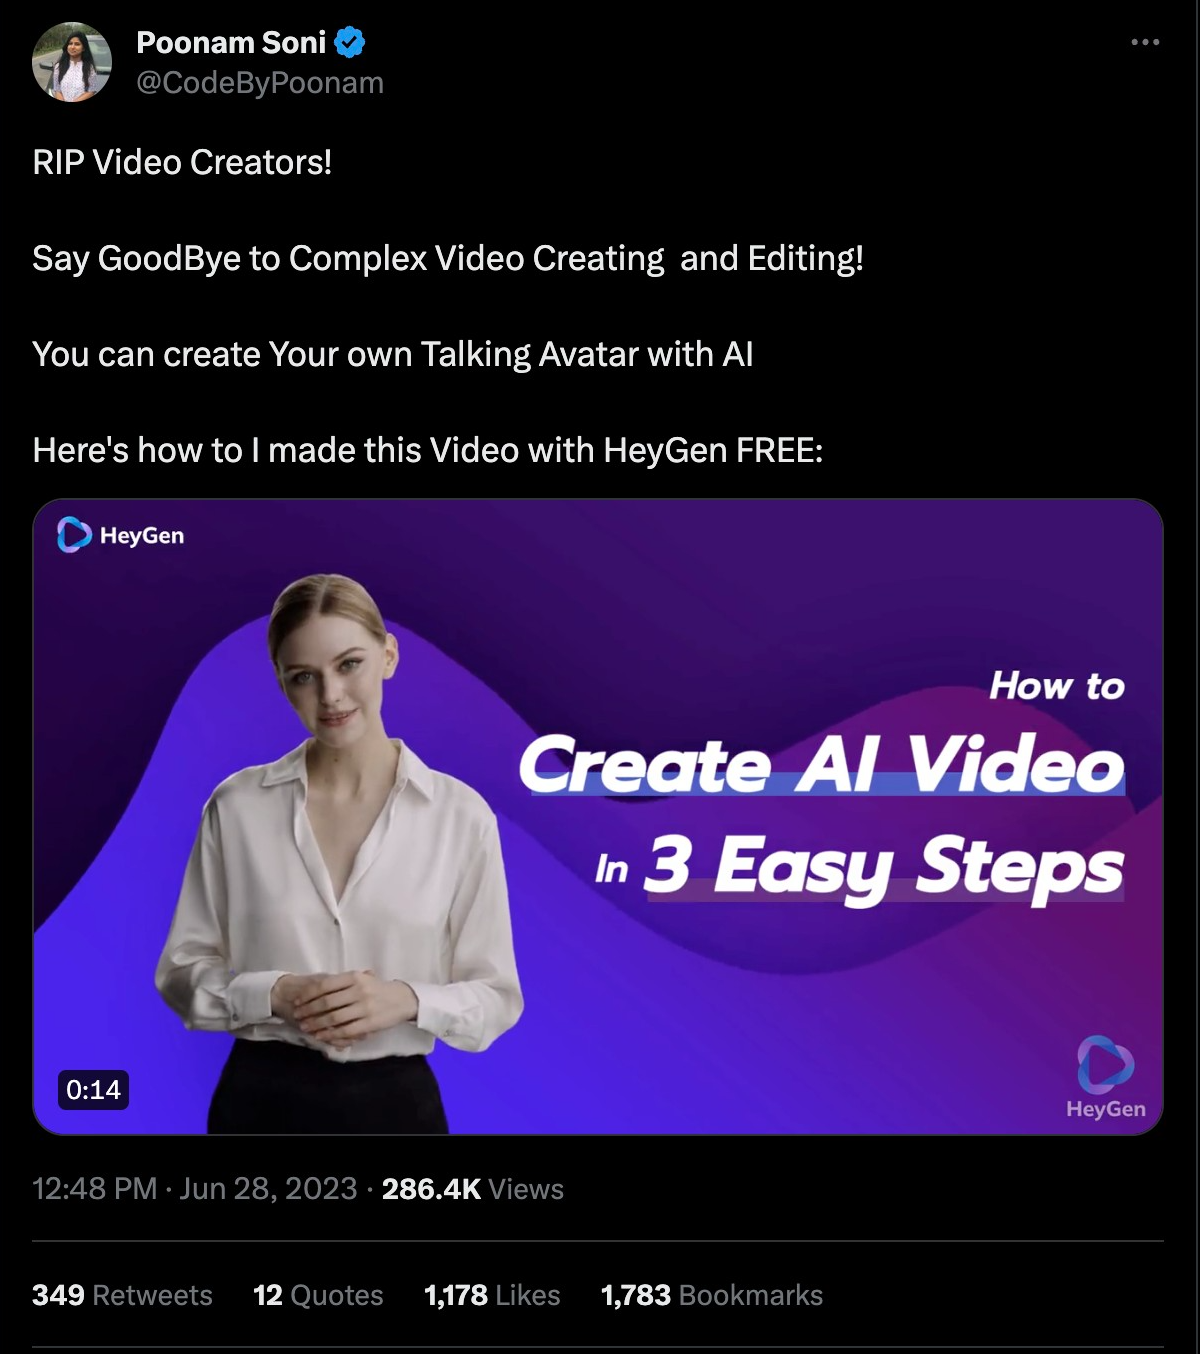 Poonam Soni
@CodeByPoonam
RIP Video Creators!
Say GoodBye to Complex Video Creating  and Editing!
You can create Your own Talking Avatar with AI
Here's how to I made this Video with HeyGen FREE:
HeyGen
How to
Create AI Video
In 3 Easy Steps
0:14
HeyGen
12:48 PM · Jun 28, 2023 · 286.4K Views
349 Retweets 12 Quotes 1,178 Likes 1,783 Bookmarks